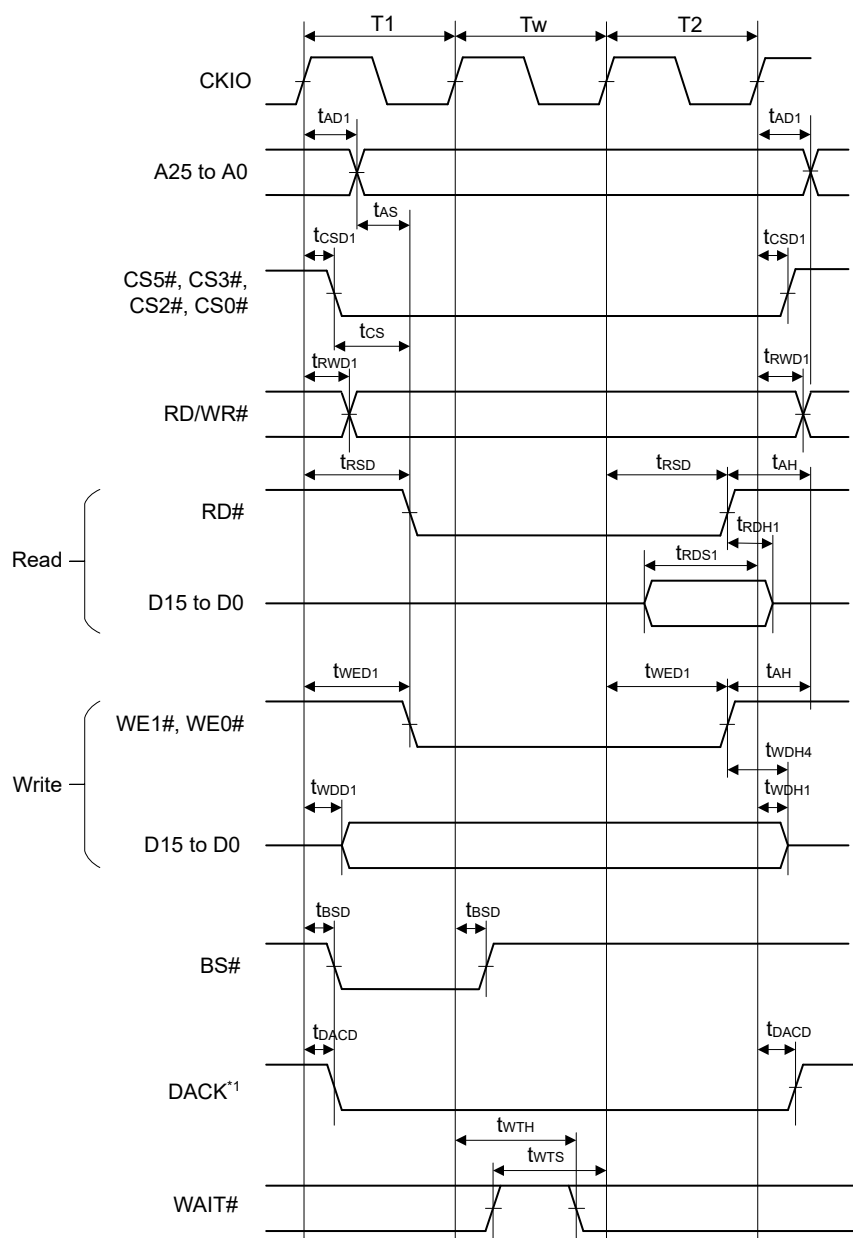 T1 Tw T2
CKIO
tAD1 tAD1
A25 to A0
tAS
tCSD1 tCSD1
CS5#, CS3#,
CS2#, CS0#
tCS
tRWD1 tRWD1
RD/WR#
tRSD tRSD tAH
RD#
tRDH1
Read
tRDS1
D15 to D0
tWED1 tWED1 tAH
WE1#, WE0#
tWDH4
Write
tWDD1 tWDH1
D15 to D0
tBSD tBSD
BS#
tDACD tDACD
DACK*1
tWTH
tWTS
WAIT#